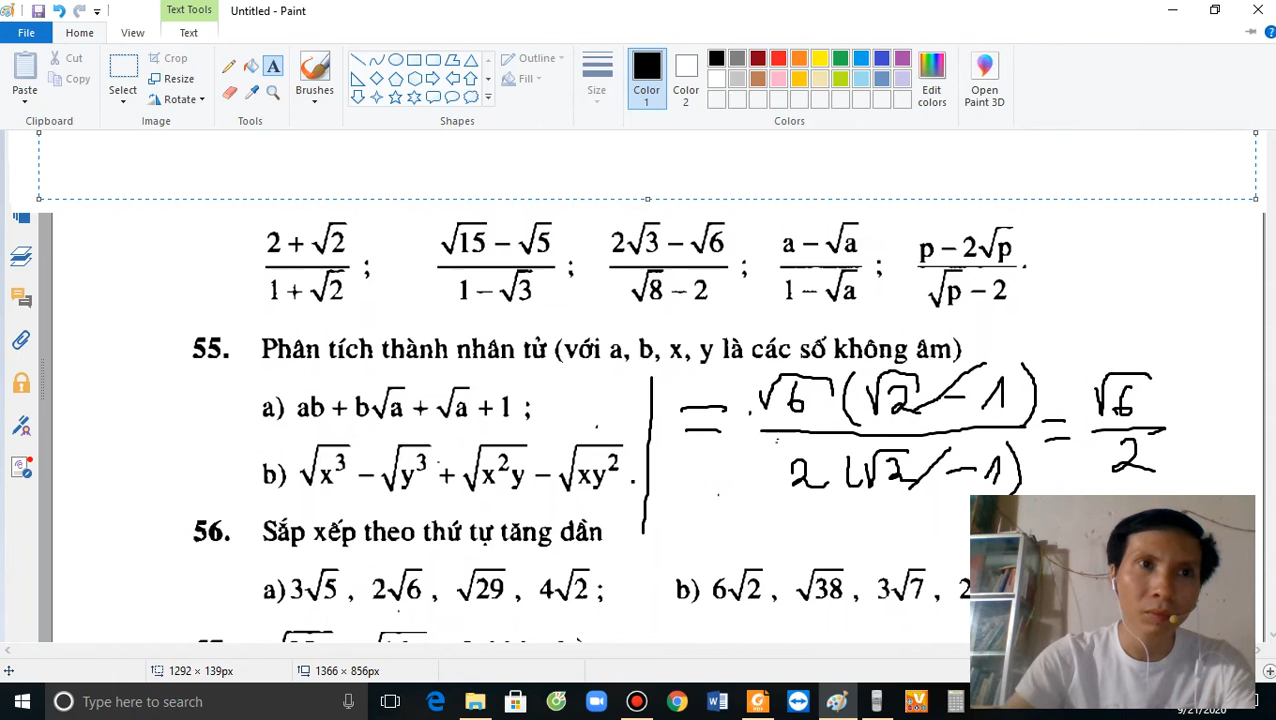 Text Tools
Untitled - Paint
File Home View Text
Paste
Cut
Copy
Clipboard
Select
Crop
Resize
Rotate
Image
A
Tools
Brushes
Shapes
Outline
Fill
Size
Color 1
Color 2
Colors
Edit colors
Open Paint 3D
(2 + √2)/(1 + √2) ; (√15 − √5)/(1 − √3) ; (2√3 − √6)/(√8 − 2) ; (a − √a)/(1 − √a) ; (p − 2√p)/(√p − 2) .
55. Phân tích thành nhân tử (với a, b, x, y là các số không âm)
a) ab + b√a + √a + 1 ;
b) √x³ − √y³ + √x²y − √xy² .
= √6 (√2 − 1)/2 (√2 − 1) = √6/2
56. Sắp xếp theo thứ tự tăng dần
a) 3√5 , 2√6 , √29 , 4√2 ; b) 6√2 , √38 , 3√7 , 2
1292 × 139px 1366 × 856px
Type here to search
9/21/2020